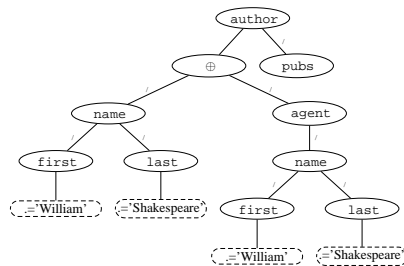 author
/
⊕
pubs
/ /
name
agent
/ / /
first
last
name
/ /
.='William'
.='Shakespeare'
first
last
.='William'
.='Shakespeare'